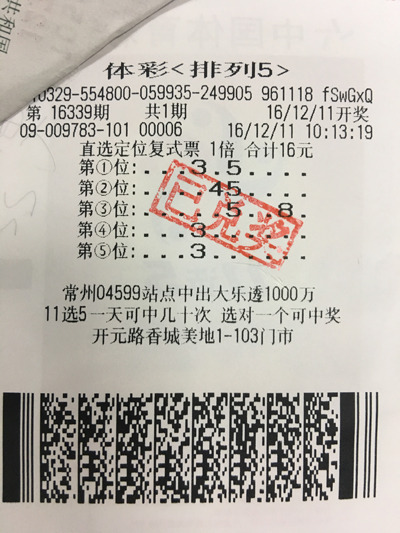 共和国
体彩<排列5>
10329-554800-059935-249905 961118 fSwGxQ
第 16339期 共1期 16/12/11开奖
09-009783-101 00006 16/12/11 10:13:19
直选定位复式票 1倍 合计16元
第①位:...3.5....
第②位:....45....
第③位:.....5..8.
第④位:...3......
第⑤位:...3......
已兑奖
常州04599站点中出大乐透1000万
11选5一天可中几十次 选对一个可中奖
开元路香城美地1-103门市